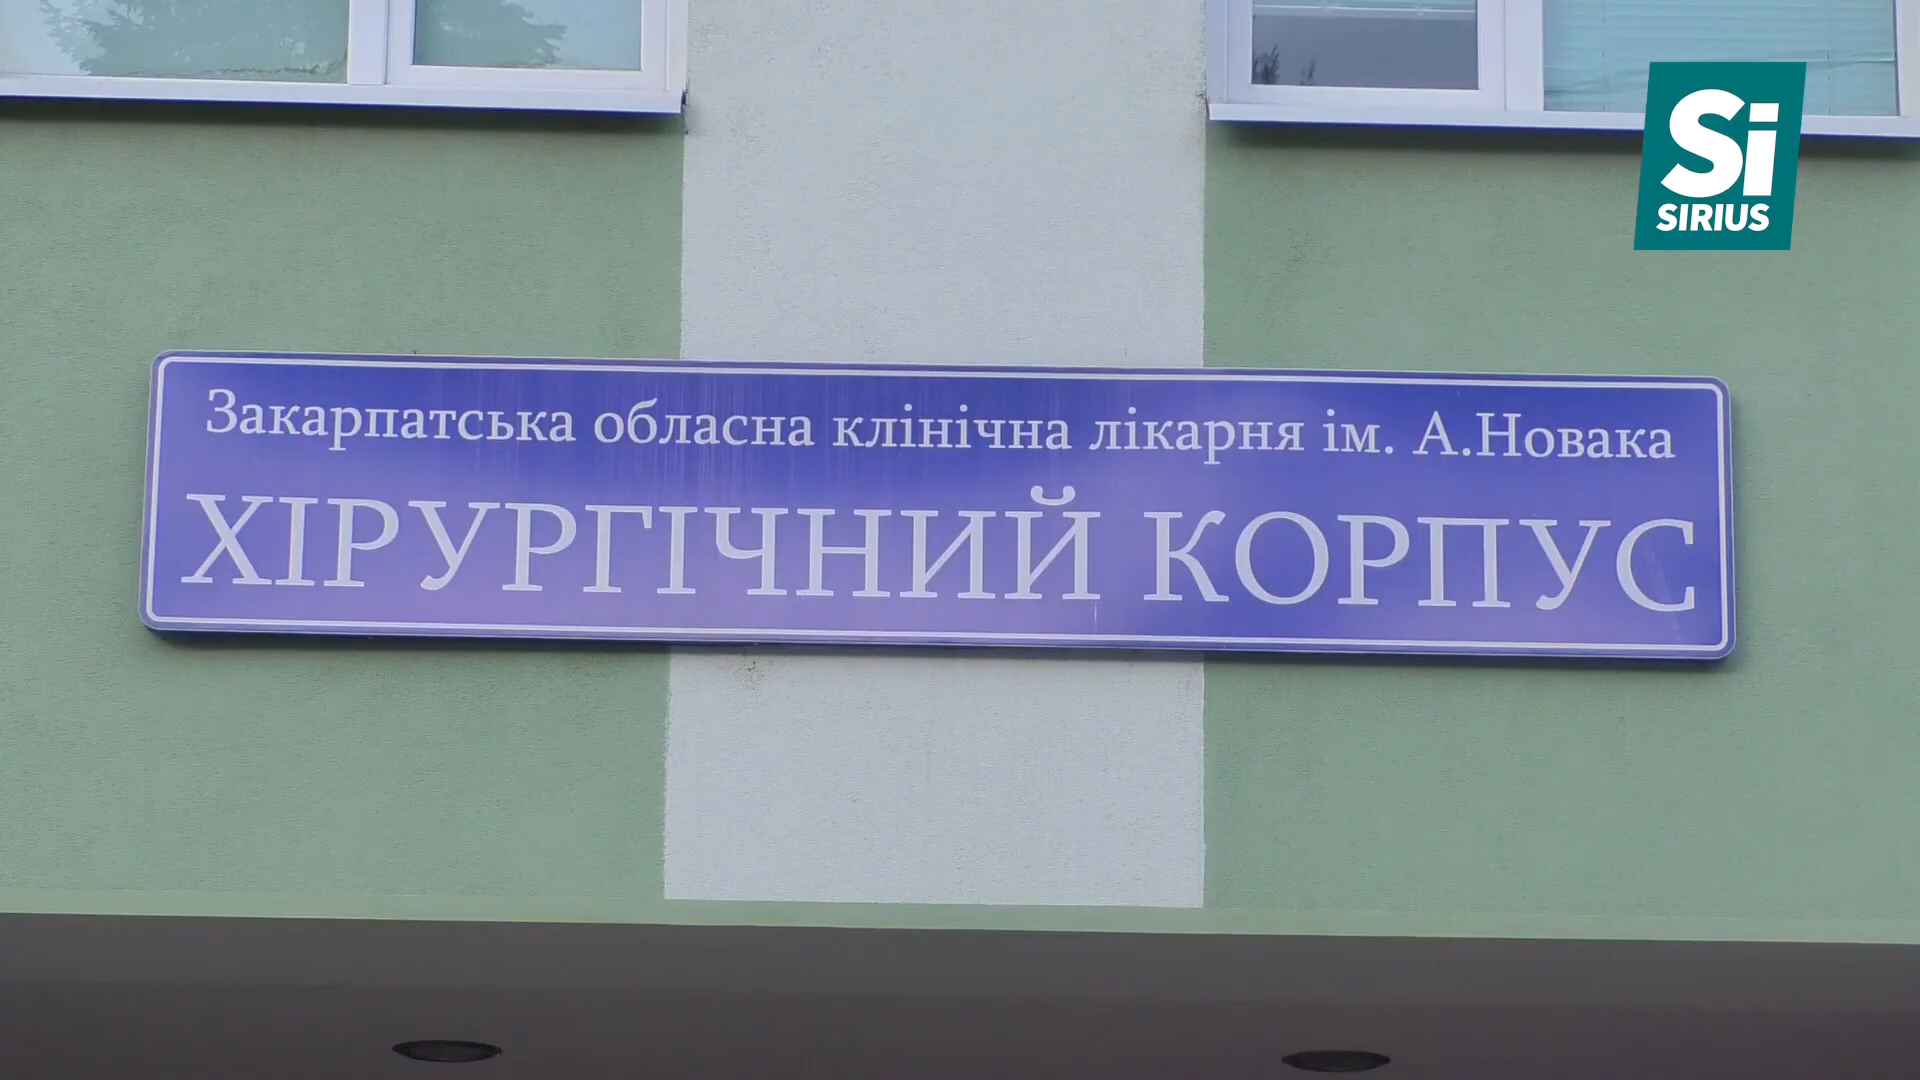 Si
SIRIUS
Закарпатська обласна клінічна лікарня ім. А.Новака
ХІРУРГІЧНИЙ КОРПУС